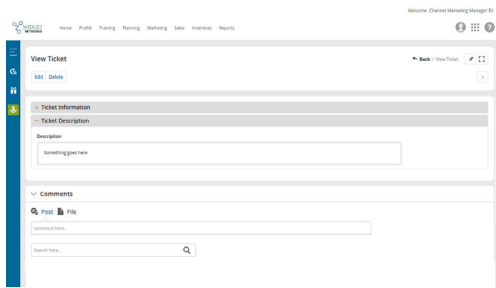 Welcome Channel Marketing Manager Bil
WIDGET
NETWORKS
Home Profile Training Planning Marketing Sales Incentives Reports
View Ticket
Back / View Ticket
Edit Delete
+ Ticket Information
− Ticket Description
Description
Something goes here
Comments
Post File
comment here..
Search here..